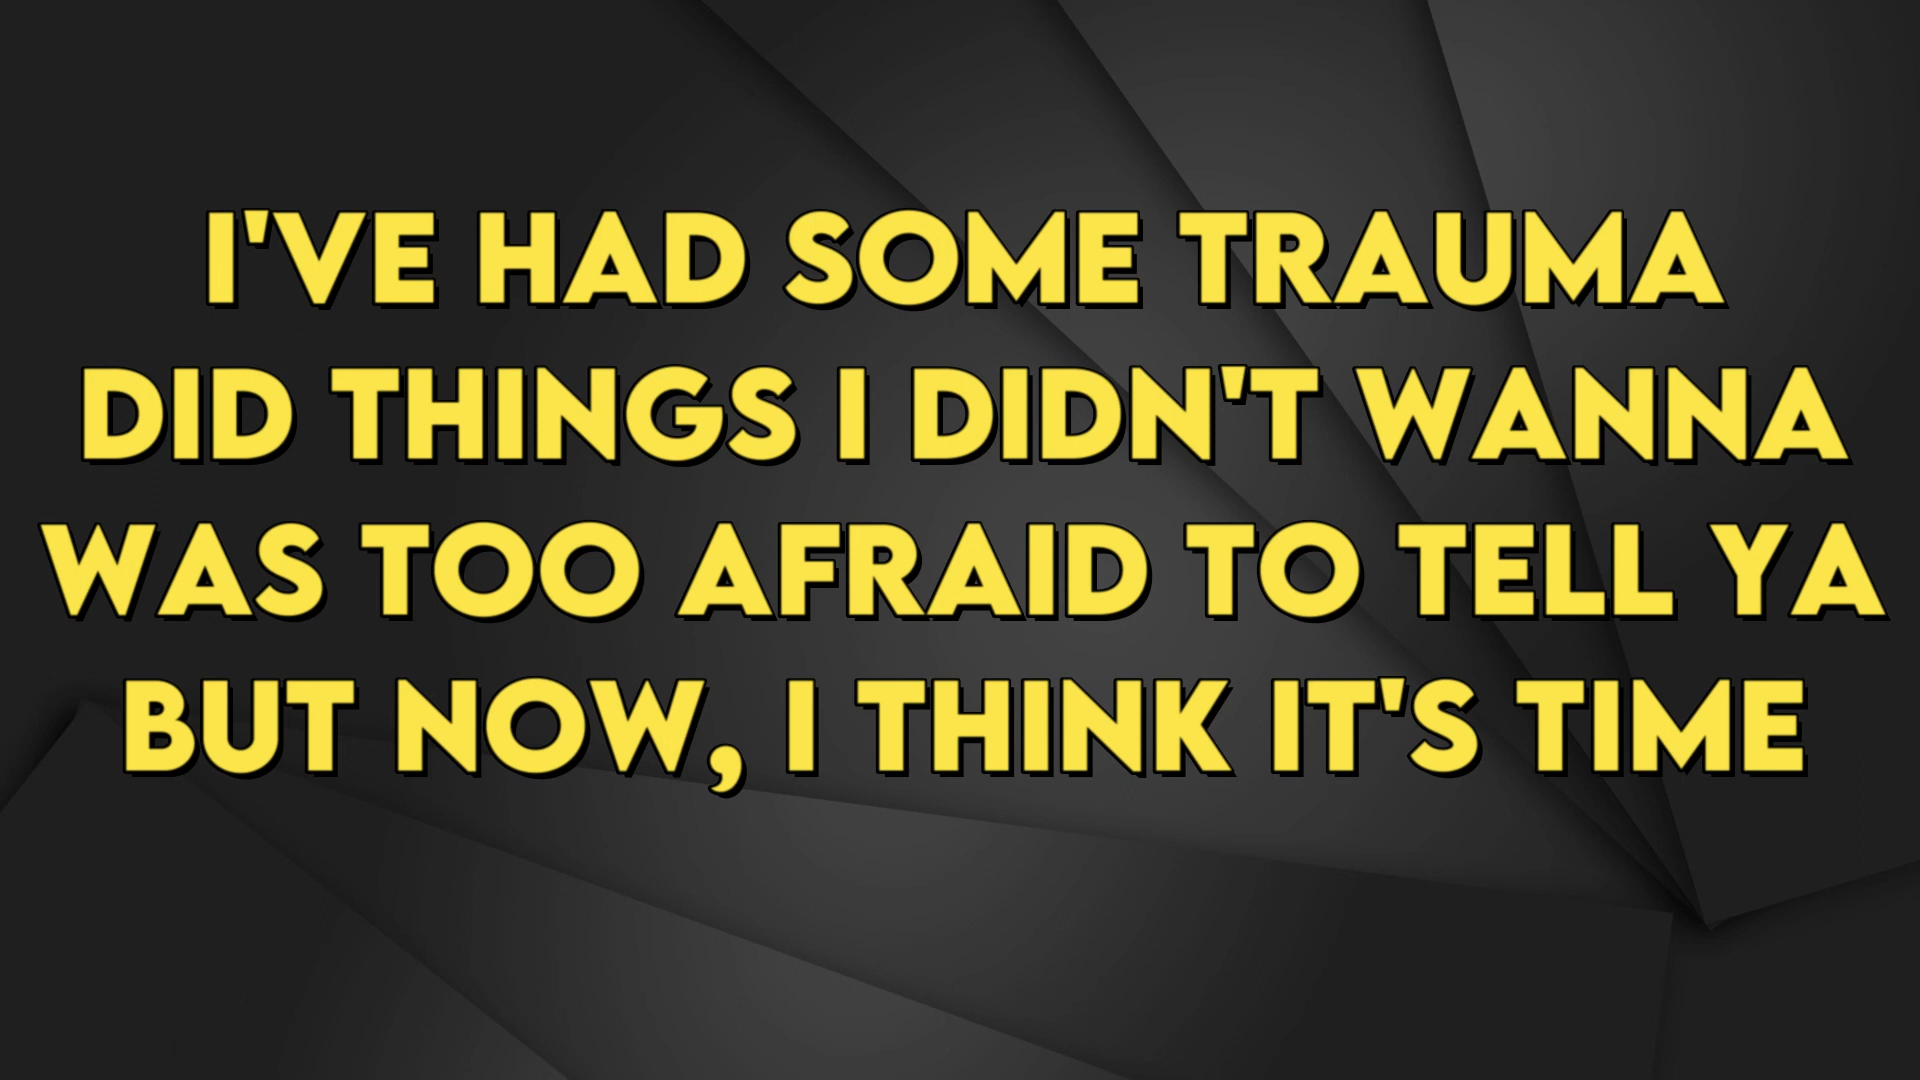 I'VE HAD SOME TRAUMA
DID THINGS I DIDN'T WANNA
WAS TOO AFRAID TO TELL YA
BUT NOW, I THINK IT'S TIME